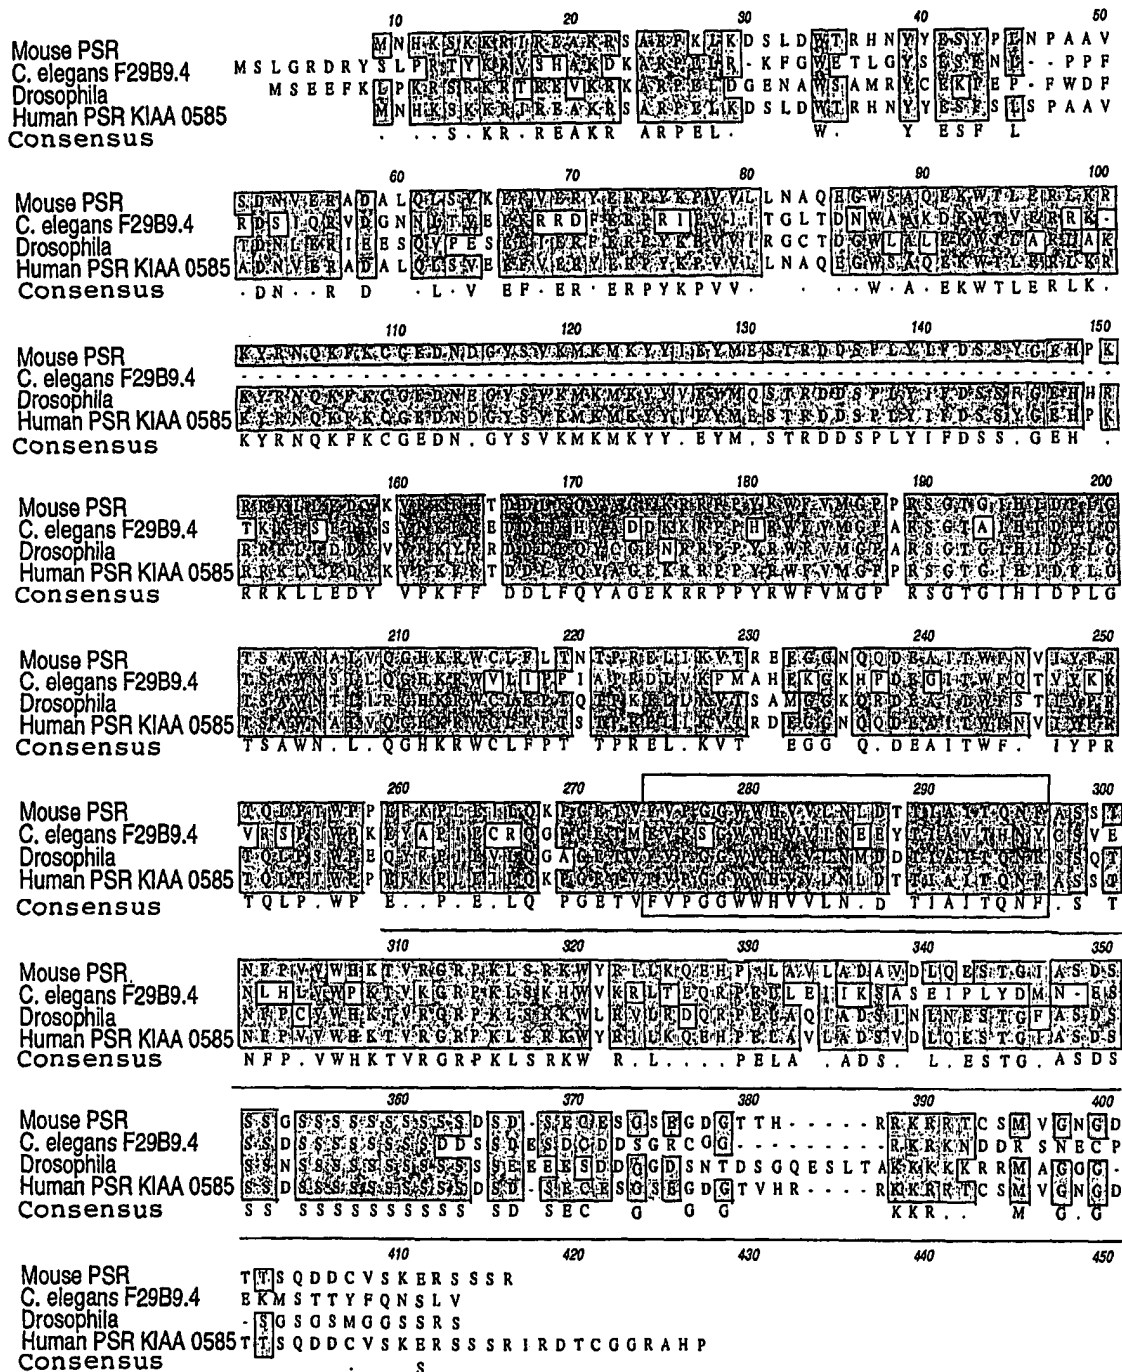 10 20 30 40 50
Mouse PSR M N H K S K K R I R E A K R S A R P E L K D S L D W T R H N Y Y E S Y P L N P A A V
C. elegans F29B9.4 M S L G R D R Y S L P R T Y K R V S H A K D K A R P E L R - K F G W E T L G Y S E S F N L - - P P F
Drosophila M S E E F K L P K R S R K R T R E V K R K A R P E L D G E N A W S A M R Y C E K F E P - F W D F
Human PSR KIAA 0585 M N H K S K K R I R E A K R S A R P E L K D S L D W T R H N Y Y E S F S L S P A A V
Consensus . . S . K R . R E A K R A R P E L . W . Y E S F L
60 70 80 90 100
Mouse PSR S D N V E R A D A L Q L S Y K E F V E R Y E R P Y K P V V L L N A Q E G W S A Q E K W T L E R L K R
C. elegans F29B9.4 R D S I Q R V D G N N L T V E E F R R D F E R P R I P V I I T G L T D N W A A K D K W T V E R R K -
Drosophila T D N L E R I E E S Q V P E S E F I E R F E R P Y K P V V I R G C T D G W L A L E K W T L A R L A K
Human PSR KIAA 0585 A D N V E R A D A L Q L S V E E F V E R Y E R P Y K P V V L L N A Q E G W S A Q E K W T L E R L K R
Consensus . D N . . R D . L . V E F . E R . E R P Y K P V V . . . . W . A . E K W T L E R L K .
110 120 130 140 150
Mouse PSR K Y R N Q K F K C G E D N D G Y S V K M K M K Y Y I E Y M E S T R D D S P L Y I F D S S Y G E H P K
C. elegans F29B9.4 - - - - - - - - - - - - - - - - - - - - - - - - - - - - - - - - - - - - - - - - - - - - - - - - - -
Drosophila K Y R N Q K F K C G E D N E G Y S V K M K M K Y Y V E Y M Q S T R D D S P L Y I F D S S F G E H H R
Human PSR KIAA 0585 K Y R N Q K F K C G E D N D G Y S V K M K M K Y Y I E Y M E S T R D D S P L Y I F D S S Y G E H P K
Consensus K Y R N Q K F K C G E D N . G Y S V K M K M K Y Y . E Y M . S T R D D S P L Y I F D S S . G E H .
160 170 180 190 200
Mouse PSR R R K L L E D Y K V P K F F T D D L F Q Y A G E K R R P P Y R W F V M G P P R S G T G I H I D P L G
C. elegans F29B9.4 T K L F S Y D Y S V P K F F E D D L F H Y A D D K K R P P H R W F V M G P A R S G T A I H I D P L G
Drosophila R R K L L D D Y V V P K Y F R D D L F Q Y C G E N R R P P Y R W F V M G P A R S G T G I H I D P L G
Human PSR KIAA 0585 R R K L L E D Y K V P K F F T D D L F Q Y A G E K R R P P Y R W F V M G P P R S G T G I H I D P L G
Consensus R R K L L E D Y V P K F F D D L F Q Y A G E K R R P P Y R W F V M G P R S G T G I H I D P L G
210 220 230 240 250
Mouse PSR T S A W N A L V Q G H K R W C L F L T N T P R E L I K V T R E E G G N Q Q D E A I T W F N V I Y P R
C. elegans F29B9.4 T S A W N S L L Q G H K R W V L I P P I A P R D L V K P M A H E K G K H P D E G I T W F Q T V Y K R
Drosophila T S A W N T L I R G H K R W C L F P T Q T P K E L L K V T S A M G G K Q R D E A I T W F S T I Y P R
Human PSR KIAA 0585 T S A W N A L V Q G H K R W C L F P T S T P R E L I K V T R D E G G N Q Q D E A I T W F N V I Y P R
Consensus T S A W N . L . Q G H K R W C L F P T T P R E L . K V T E G G Q . D E A I T W F . I Y P R
260 270 280 290 300
Mouse PSR T Q L P T W P P E F K P L E I L Q K P G E T V F V P G G W W H V V L N L D T T I A I T Q N F A S S T
C. elegans F29B9.4 V R S P S W P K E Y A P I E C R Q G P G E T M F V P S G W W H V V I N E E Y T I A V T H N Y C S V E
Drosophila T Q L P S W P E Q Y R P I E V L Q G A G E T V F V P G G W W H V V L N M D D T I A I T Q N F S S Q T
Human PSR KIAA 0585 T Q L P T W P P E F K P L E I L Q K P G E T V F V P G G W W H V V L N L D T T I A I T Q N F A S S T
Consensus T Q L P . W P E . . P . E . L Q P G E T V F V P G G W W H V V L N . D T I A I T Q N F . S T
310 320 330 340 350
Mouse PSR N F P V V W H K T V R G R P K L S R K W Y R I L K Q E H P - L A V L A D A V D L Q E S T G I A S D S
C. elegans F29B9.4 N L H L V W P K T V K G R P K L S K H W V K R L T E Q R P E L L E I I K S A S E I P L Y D M N - E S
Drosophila N F P C V W H K T V R G R P K L S R K W L R V L R D Q R P E L A Q I A D S I N L N E S T G F A S D S
Human PSR KIAA 0585 N F P V V W H K T V R G R P K L S R K W Y R I L K Q E H P E L A V L A D S V D L Q E S T G I A S D S
Consensus N F P . V W H K T V R G R P K L S R K W . R . L . . . . P E L A . A D S . L . E S T G . A S D S
360 370 380 390 400
Mouse PSR S S G S S S S S S S S S S D S D - S E C E S G S E G D G T T H - - - - - R R K R R T C S M V G N G D
C. elegans F29B9.4 S S D S S S S S S S S D D S S D E S D C D D S G R C G G - - - - - - - - - R K R K N D D R S N E C P
Drosophila S S N S S S S S S S S S S S S E E E E S D D G G D S N T D S G Q E S L T A K K K K K R R M A G G G -
Human PSR KIAA 0585 S S D S S S S S S S S S S D S D - S E C E S G S E G D G T V H R - - - - - R K K R R T C S M V G N G D
Consensus S S S S S S S S S S S S S D S E C G G G K K R . . M G . G
410 420 430 440 450
Mouse PSR T T S Q D D C V S K E R S S S R
C. elegans F29B9.4 E K M S T T Y F Q N S L V
Drosophila - S G S G S M G G S S R S
Human PSR KIAA 0585 T T S Q D D C V S K E R S S S R I R D T C G G R A H P
Consensus . S